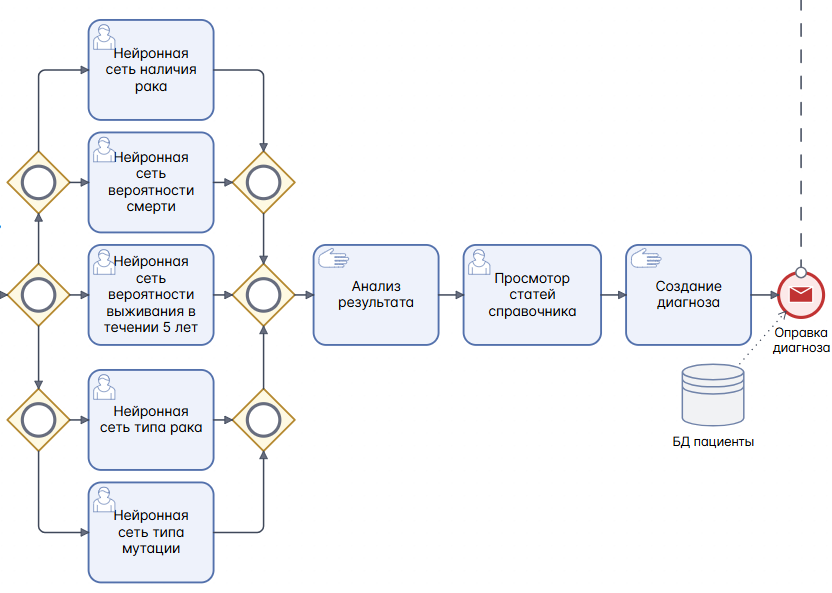 Нейронная
сеть наличия
рака
Нейронная
сеть
вероятности
смерти
Нейронная
сеть
вероятности
выживания в
течении 5 лет
Нейронная
сеть типа рака
Нейронная
сеть типа
мутации
Анализ
результата
Просмотор
статей
справочника
Создание
диагноза
Оправка
диагноза
БД пациенты